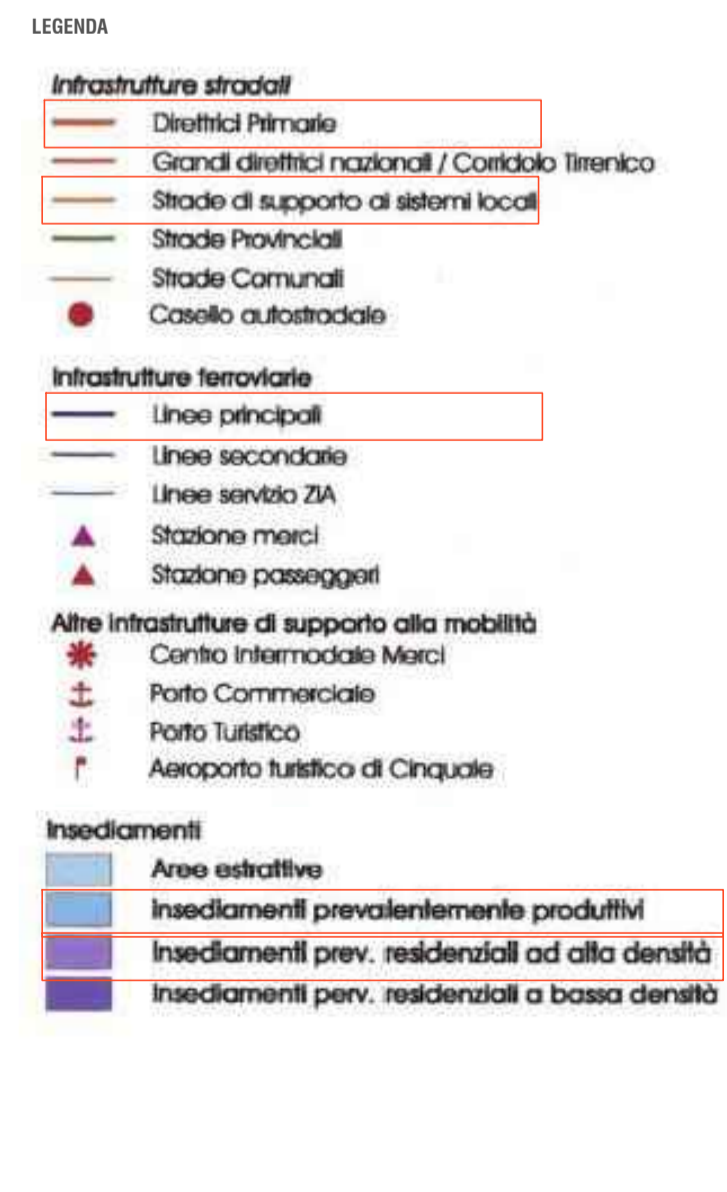 LEGENDA
Infrastrutture stradali
Direttrici Primarie
Grandi direttrici nazionali / Corridoio Tirrenico
Strade di supporto ai sistemi locali
Strade Provinciali
Strade Comunali
Casello autostradale
Infrastrutture ferroviarie
Linee principali
Linee secondarie
Linee servizio ZIA
Stazione merci
Stazione passeggeri
Altre infrastrutture di supporto alla mobilità
Centro Intermodale Merci
Porto Commerciale
Porto Turistico
Aeroporto turistico di Cinquale
Insediamenti
Aree estrattive
Insediamenti prevalentemente produttivi
Insediamenti prev. residenziali ad alta densità
Insediamenti perv. residenziali a bassa densità